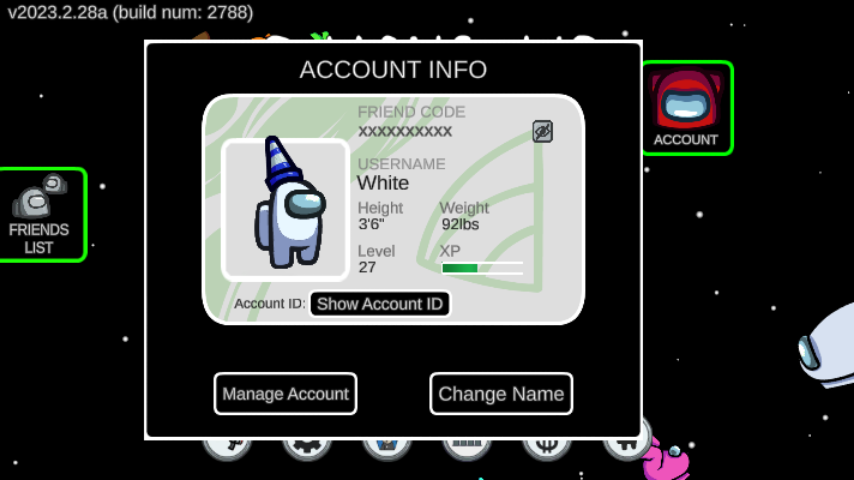 v2023.2.28a (build num: 2788)
ACCOUNT INFO
FRIEND CODE
xxxxxxxxxx
USERNAME
White
Height Weight
3'6" 92lbs
Level XP
27
Account ID: Show Account ID
Manage Account Change Name
FRIENDS
LIST
ACCOUNT